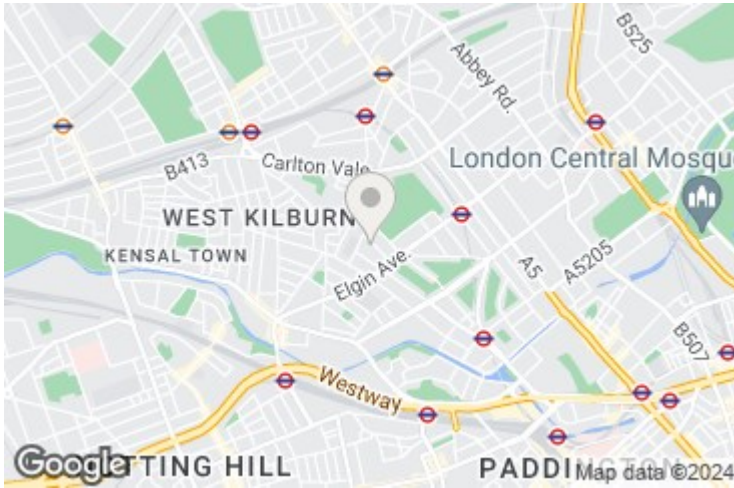 B525
Abbey Rd.
B413
Carlton Vale
London Central Mosque
WEST KILBURN
KENSAL TOWN
Elgin Ave.
A5
A5205
B507
Westway
Google
TTING HILL
PADDINGTON
Map data ©2024